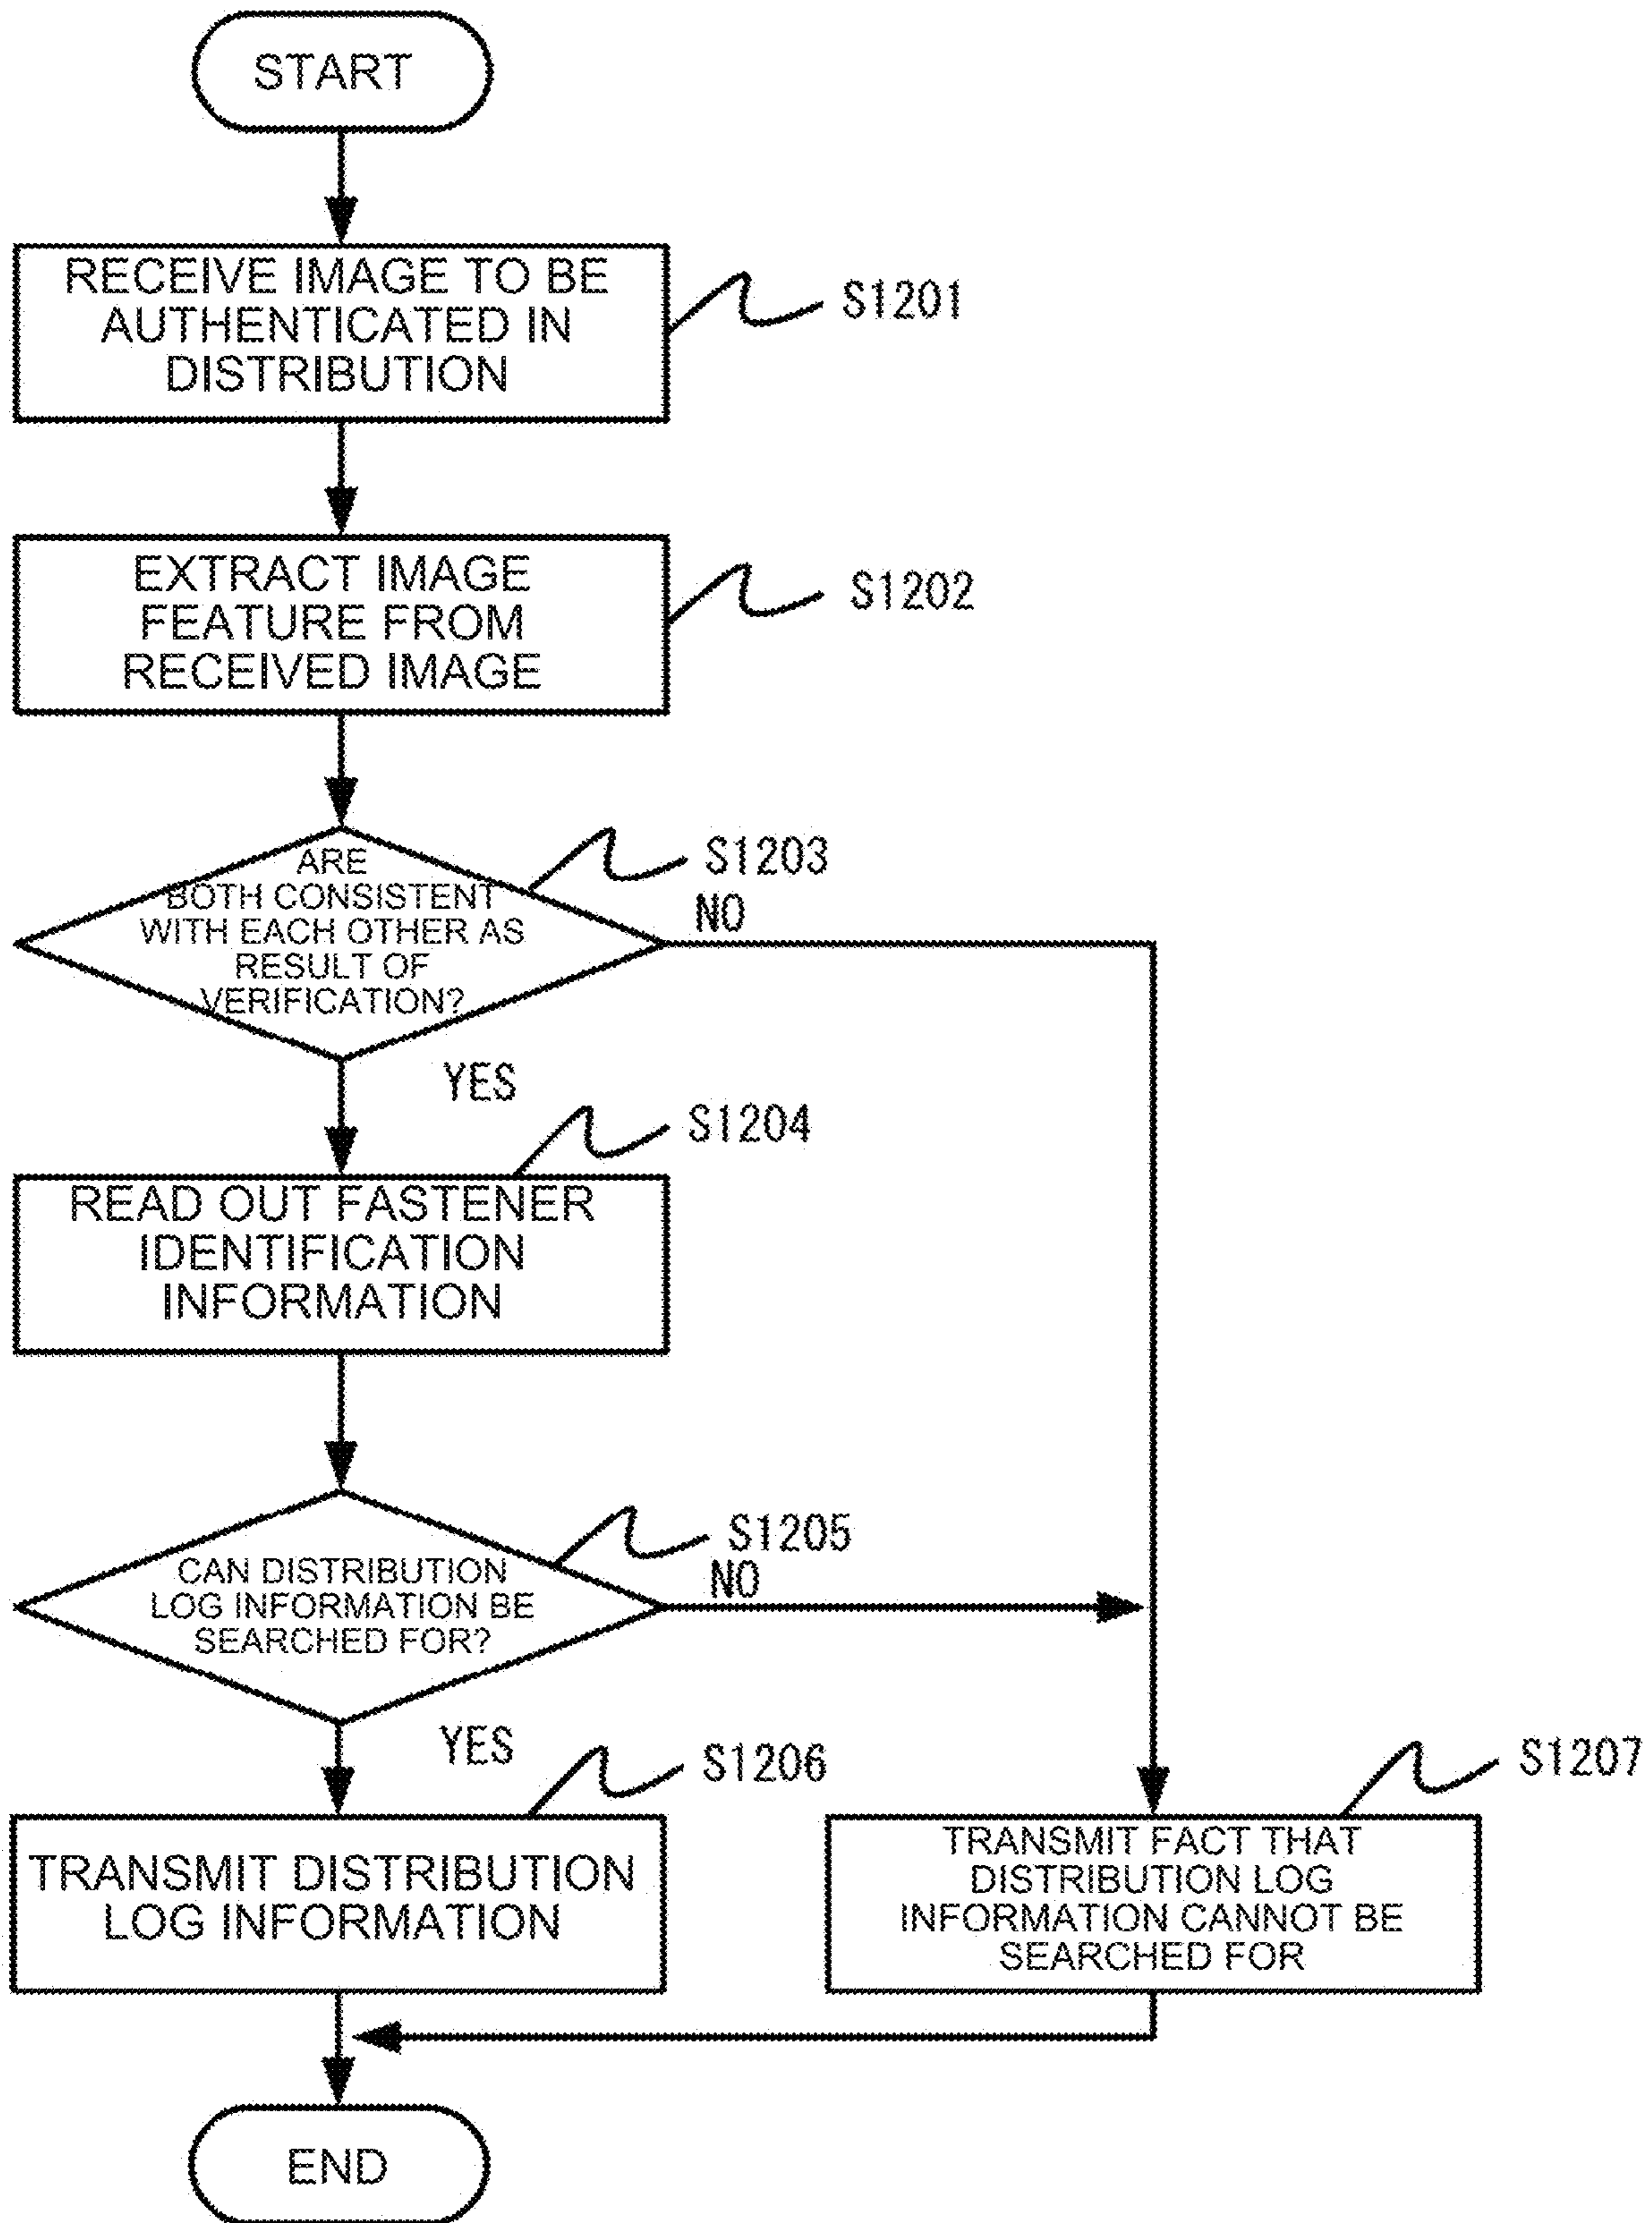 START
RECEIVE IMAGE TO BE
AUTHENTICATED IN
DISTRIBUTION
S1201
EXTRACT IMAGE
FEATURE FROM
RECEIVED IMAGE
S1202
ARE
BOTH CONSISTENT
WITH EACH OTHER AS
RESULT OF
VERIFICATION?
S1203
NO
YES
S1204
READ OUT FASTENER
IDENTIFICATION
INFORMATION
CAN DISTRIBUTION
LOG INFORMATION BE
SEARCHED FOR?
S1205
NO
YES
S1206
TRANSMIT DISTRIBUTION
LOG INFORMATION
S1207
TRANSMIT FACT THAT
DISTRIBUTION LOG
INFORMATION CANNOT BE
SEARCHED FOR
END